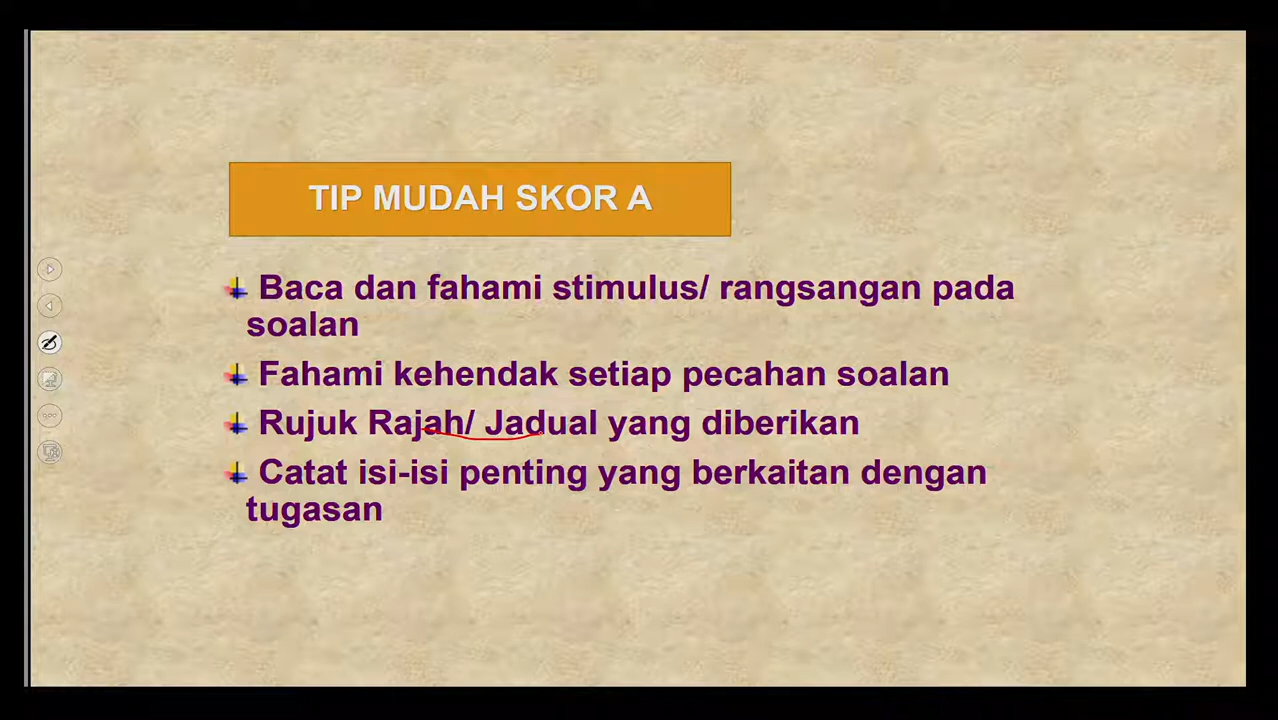 TIP MUDAH SKOR A
Baca dan fahami stimulus/ rangsangan pada
soalan
Fahami kehendak setiap pecahan soalan
Rujuk Rajah/ Jadual yang diberikan
Catat isi-isi penting yang berkaitan dengan
tugasan